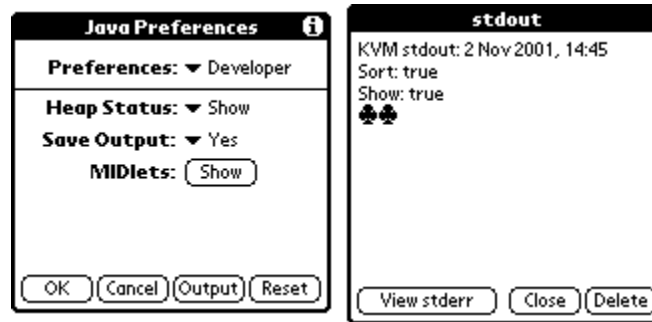 Java Preferences
Preferences: Developer
Heap Status: Show
Save Output: Yes
MIDlets: Show
OK Cancel Output Reset
stdout
KVM stdout: 2 Nov 2001, 14:45
Sort: true
Show: true
♣♣
View stderr Close Delete